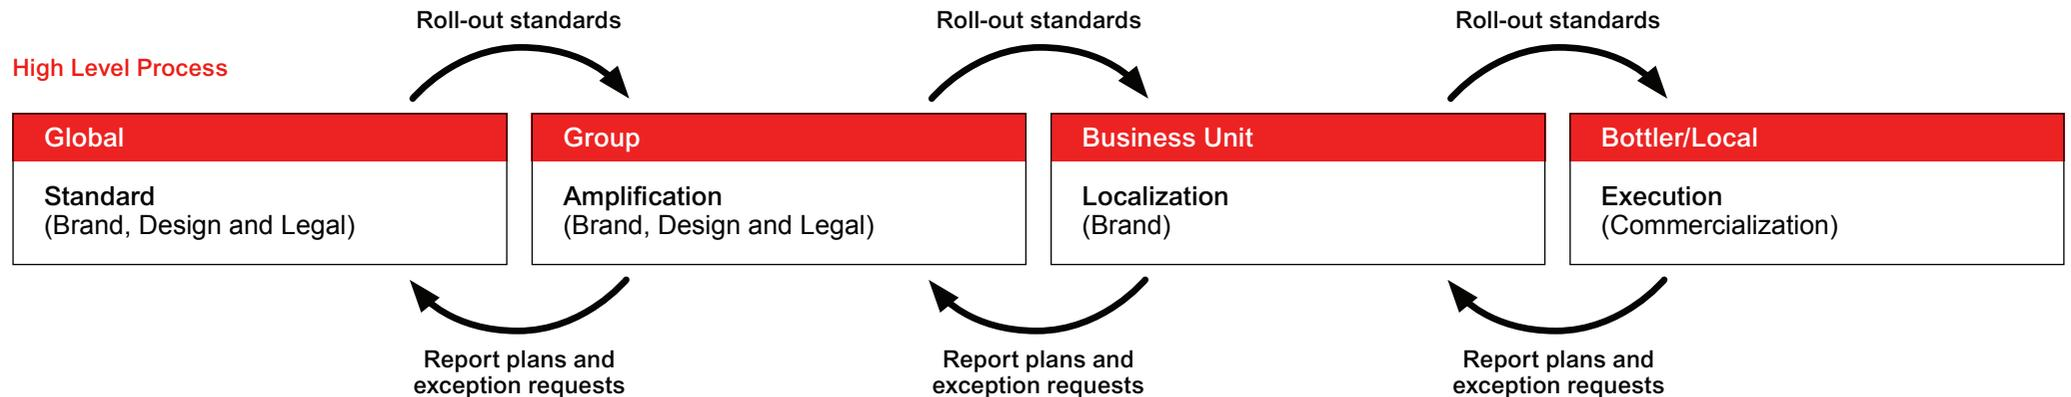 Roll-out standards
Roll-out standards
Roll-out standards
High Level Process
Global
Group
Business Unit
Bottler/Local
Standard
(Brand, Design and Legal)
Amplification
(Brand, Design and Legal)
Localization
(Brand)
Execution
(Commercialization)
Report plans and
exception requests
Report plans and
exception requests
Report plans and
exception requests